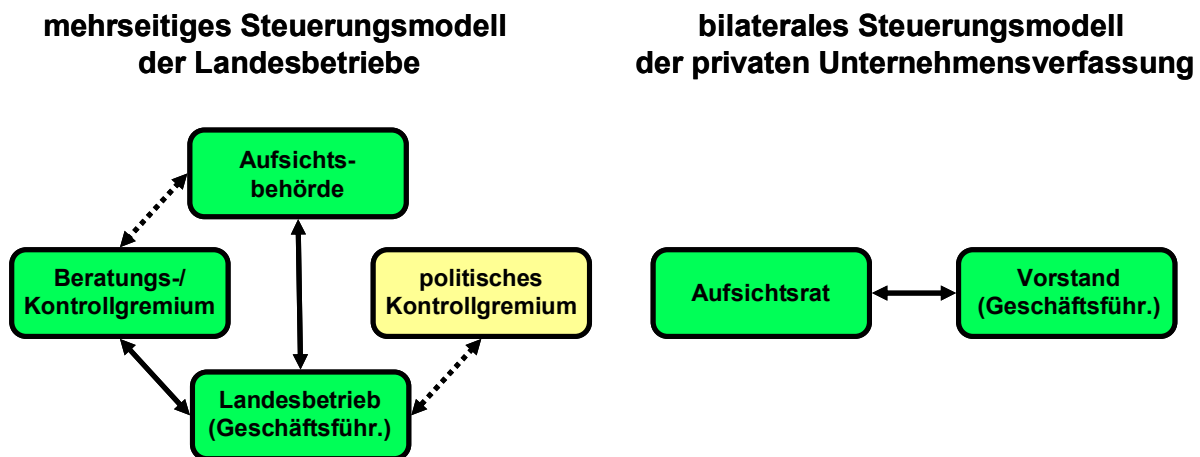 mehrseitiges Steuerungsmodell
der Landesbetriebe
bilaterales Steuerungsmodell
der privaten Unternehmensverfassung
Aufsichts-
behörde
Beratungs-/
Kontrollgremium
politisches
Kontrollgremium
Landesbetrieb
(Geschäftsführ.)
Aufsichtsrat
Vorstand
(Geschäftsführ.)